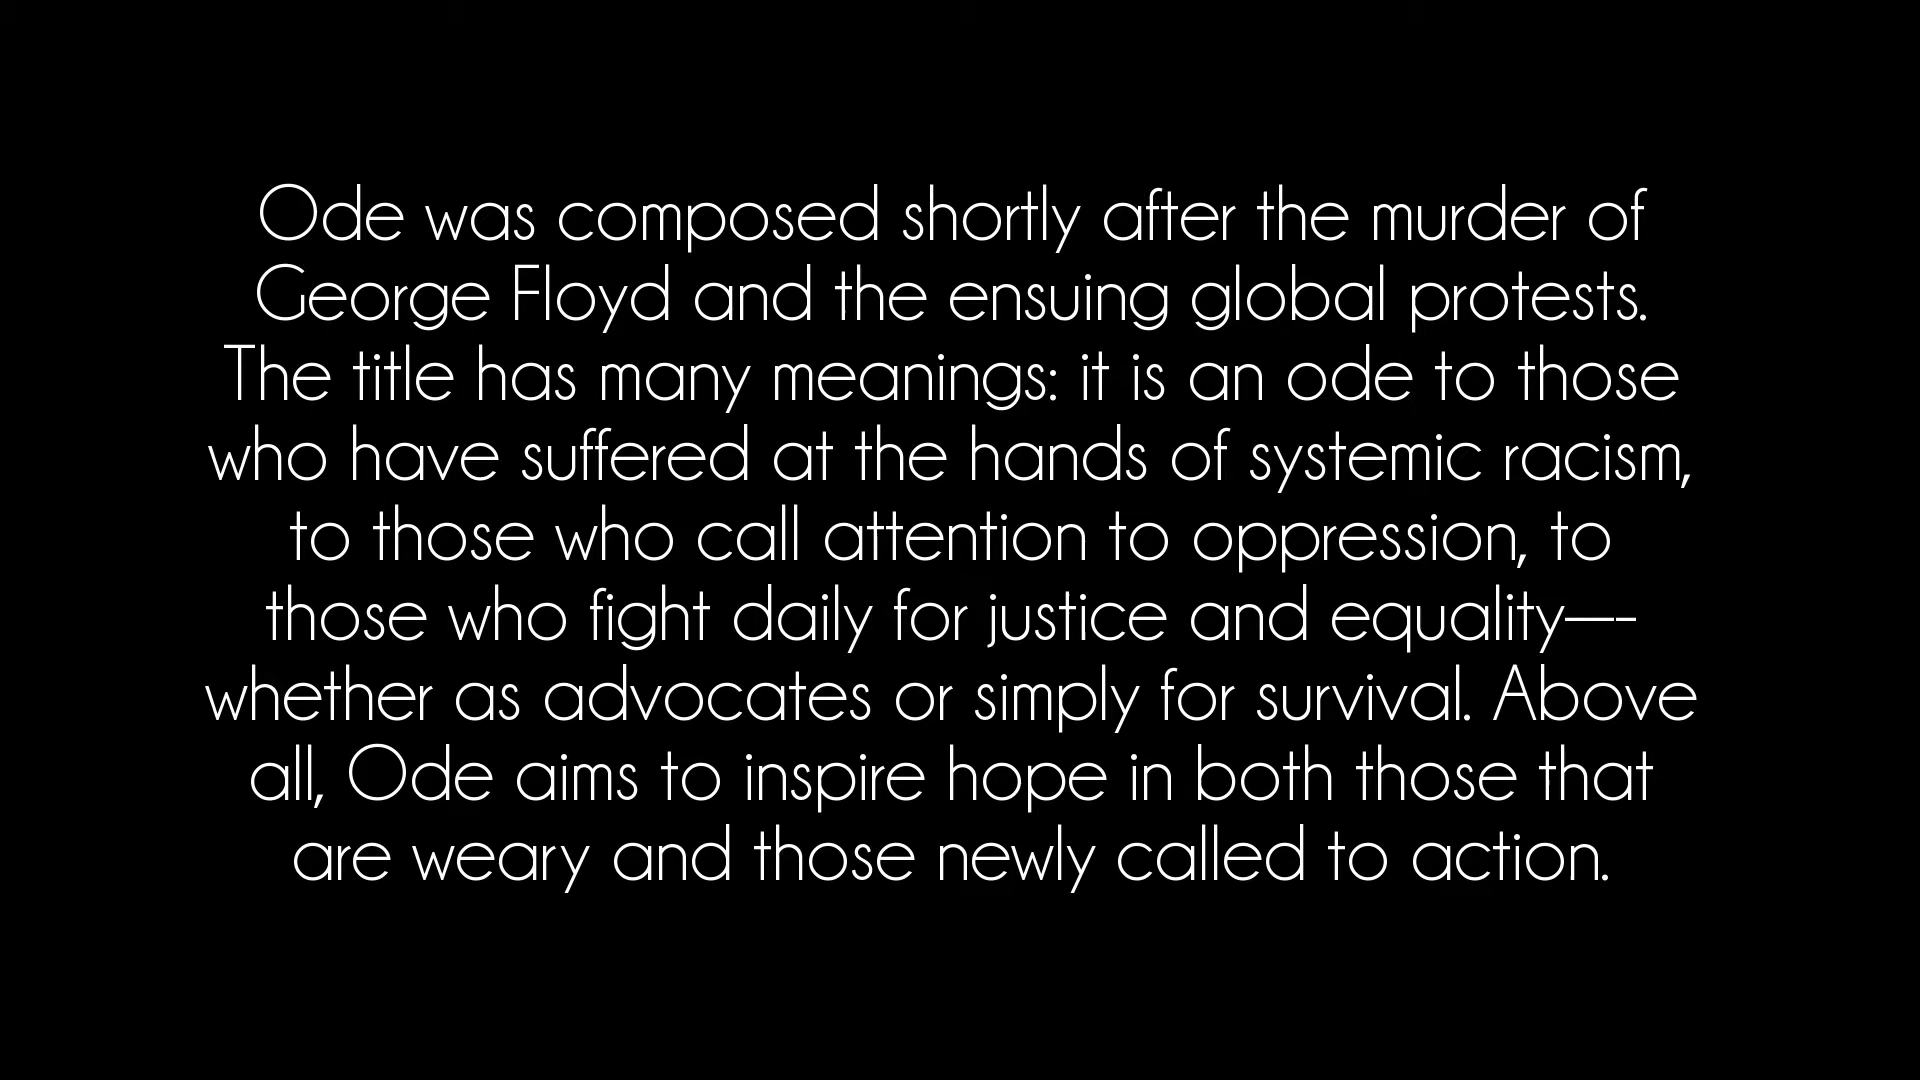 Ode was composed shortly after the murder of
George Floyd and the ensuing global protests.
The title has many meanings: it is an ode to those
who have suffered at the hands of systemic racism,
to those who call attention to oppression, to
those who fight daily for justice and equality—-
whether as advocates or simply for survival. Above
all, Ode aims to inspire hope in both those that
are weary and those newly called to action.